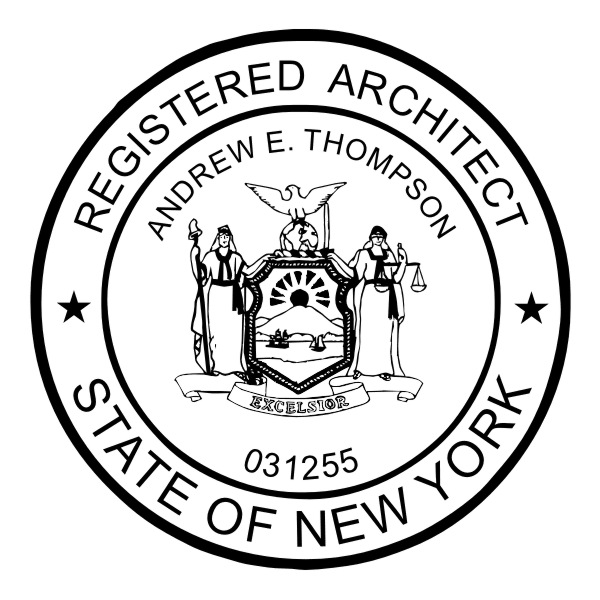 REGISTERED ARCHITECT
ANDREW E. THOMPSON
EXCELSIOR
031255
STATE OF NEW YORK